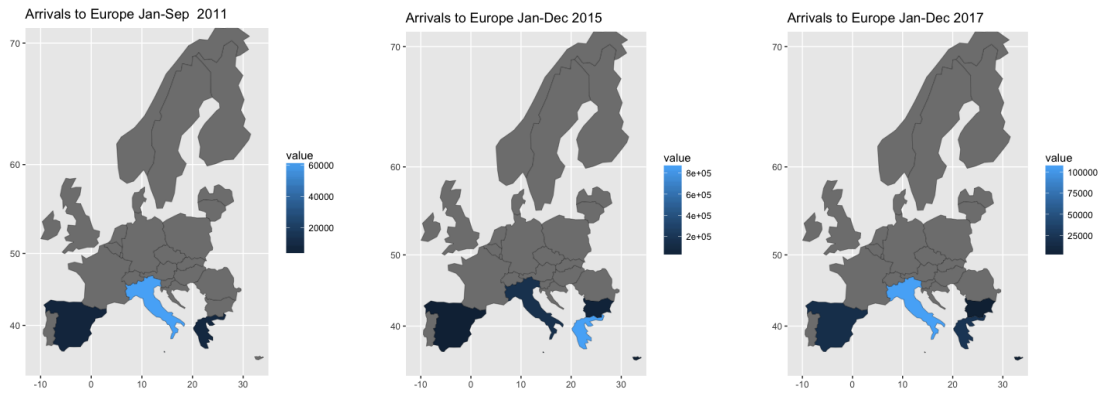 Arrivals to Europe Jan-Sep 2011
70
60
50
40
-10 0 10 20 30
value
60000
40000
20000
Arrivals to Europe Jan-Dec 2015
70
60
50
40
-10 0 10 20 30
value
8e+05
6e+05
4e+05
2e+05
Arrivals to Europe Jan-Dec 2017
70
60
50
40
-10 0 10 20 30
value
100000
75000
50000
25000